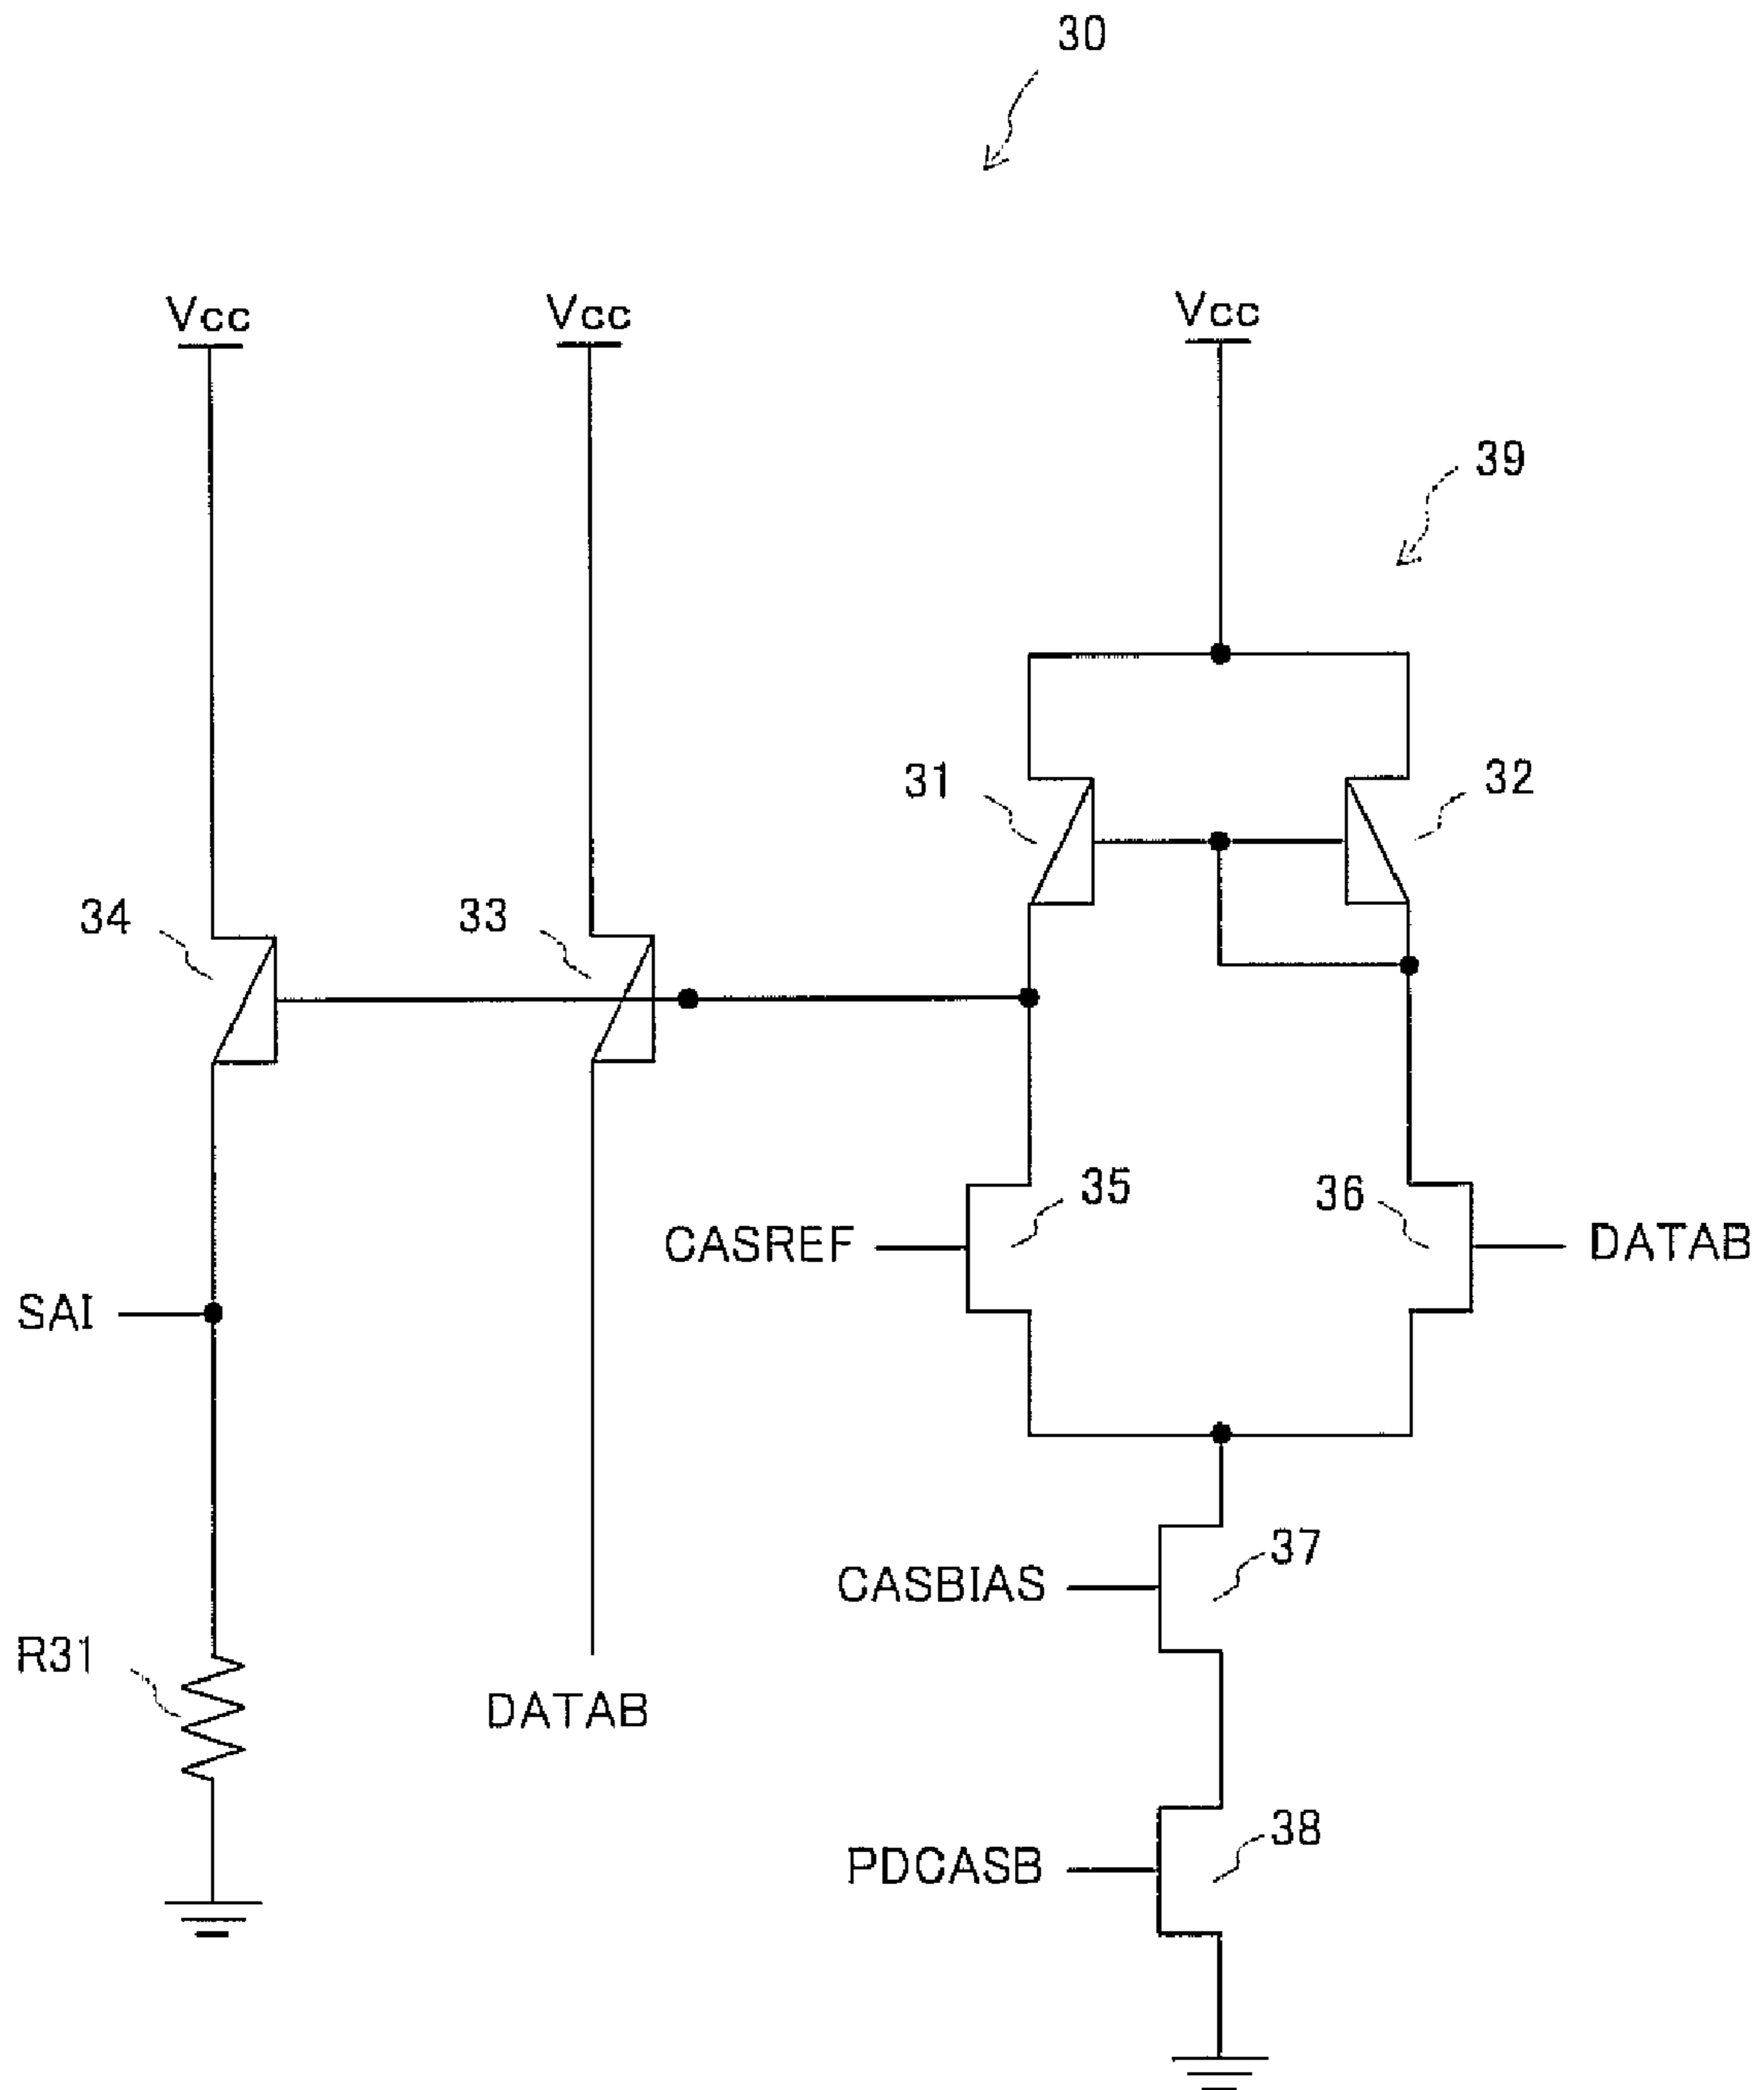 30
Vcc
Vcc
Vcc
39
31
32
34
33
35
36
CASREF
DATAB
SAI
37
CASBIAS
R31
DATAB
38
PDCASB